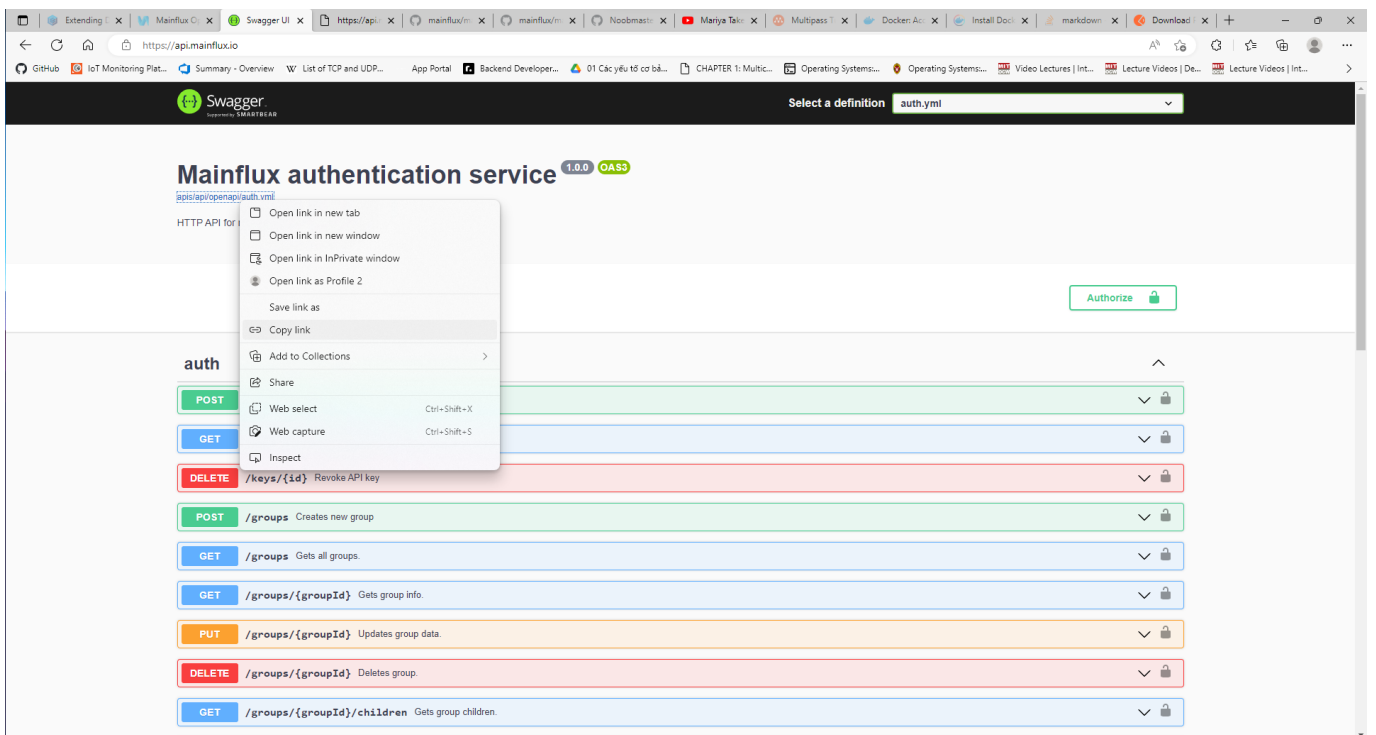 Extending E
Mainflux O
Swagger UI
https://api
mainflux/m
mainflux/m
Noobmaste
Mariya Take
Multipass T
Docker: Acc
Install Doc
markdown
Download
https://api.mainflux.io
GitHub
IoT Monitoring Plat...
Summary - Overview
W List of TCP and UDP...
App Portal
Backend Developer...
01 Các yếu tố cơ bả...
CHAPTER 1: Multic...
Operating Systems:...
Operating Systems:...
Video Lectures | Int...
Lecture Videos | De...
Lecture Videos | Int...
Swagger.
Supported by SMARTBEAR
Select a definition
auth.yml
Mainflux authentication service 1.0.0 OAS3
apis/api/openapi/auth.yml
HTTP API for
Open link in new tab
Open link in new window
Open link in InPrivate window
Open link as Profile 2
Save link as
Copy link
Add to Collections
Share
Web select Ctrl+Shift+X
Web capture Ctrl+Shift+S
Inspect
Authorize
auth
POST
GET
DELETE /keys/{id} Revoke API key
POST /groups Creates new group
GET /groups Gets all groups.
GET /groups/{groupId} Gets group info.
PUT /groups/{groupId} Updates group data.
DELETE /groups/{groupId} Deletes group.
GET /groups/{groupId}/children Gets group children.